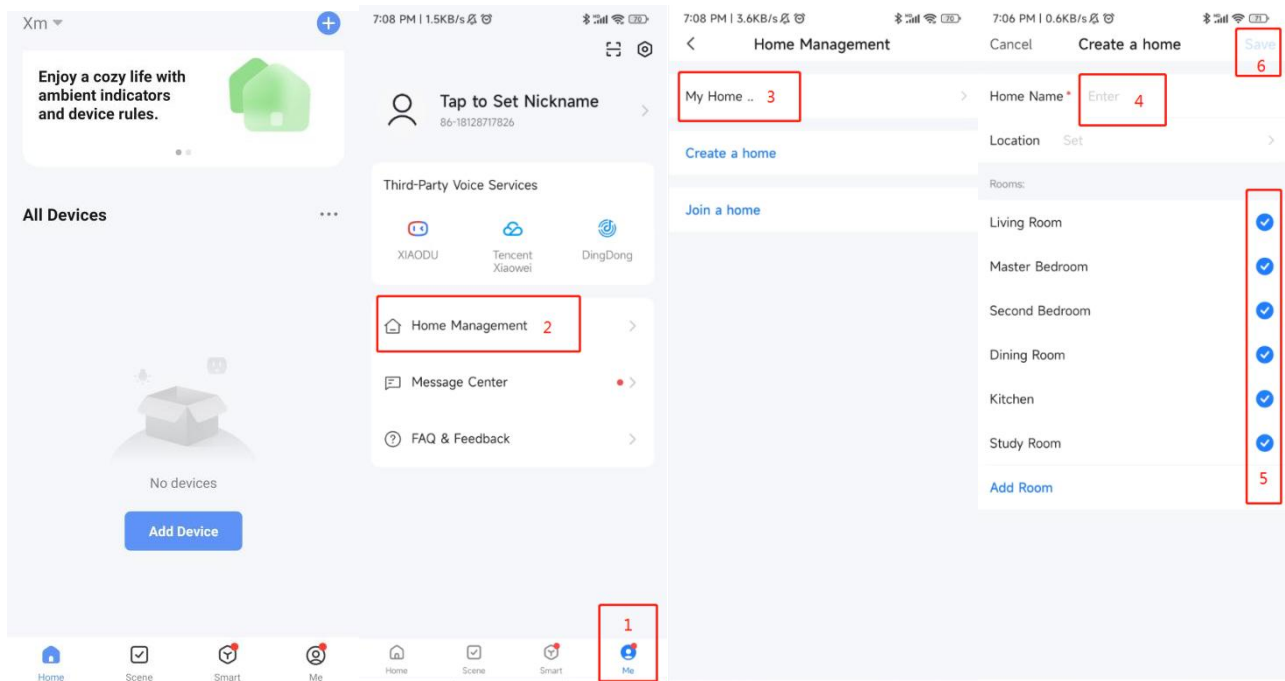 Xm
Enjoy a cozy life with
ambient indicators
and device rules.
All Devices
No devices
Add Device
Home
Scene
Smart
Me
7:08 PM | 1.5KB/s
70
Tap to Set Nickname
86-18128717826
Third-Party Voice Services
XIAODU
Tencent
Xiaowei
DingDong
Home Management 2
Message Center
FAQ & Feedback
1
Home
Scene
Smart
Me
7:08 PM | 3.6KB/s
70
Home Management
My Home .. 3
Create a home
Join a home
7:06 PM | 0.6KB/s
71
Cancel
Create a home
Save
6
Home Name * Enter 4
Location Set
Rooms:
Living Room
Master Bedroom
Second Bedroom
Dining Room
Kitchen
Study Room
Add Room
5